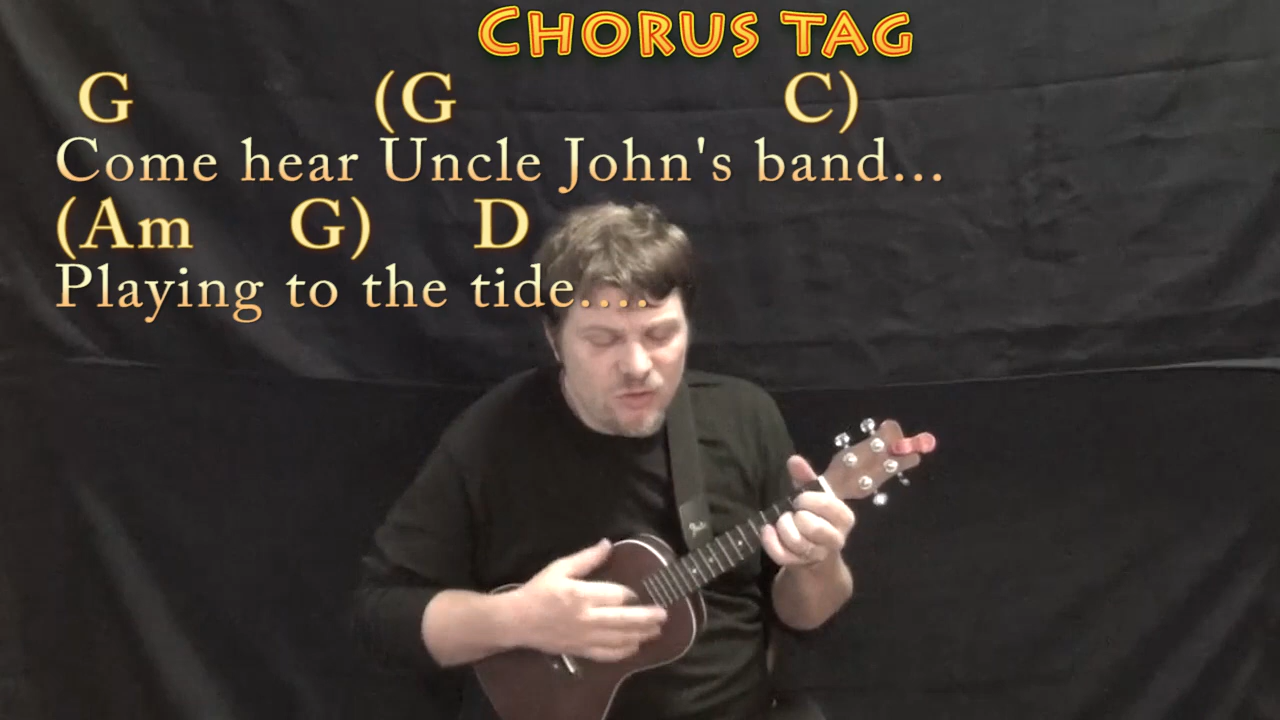 CHORUS TAG
G (G C)
Come hear Uncle John's band...
(Am G) D
Playing to the tide....